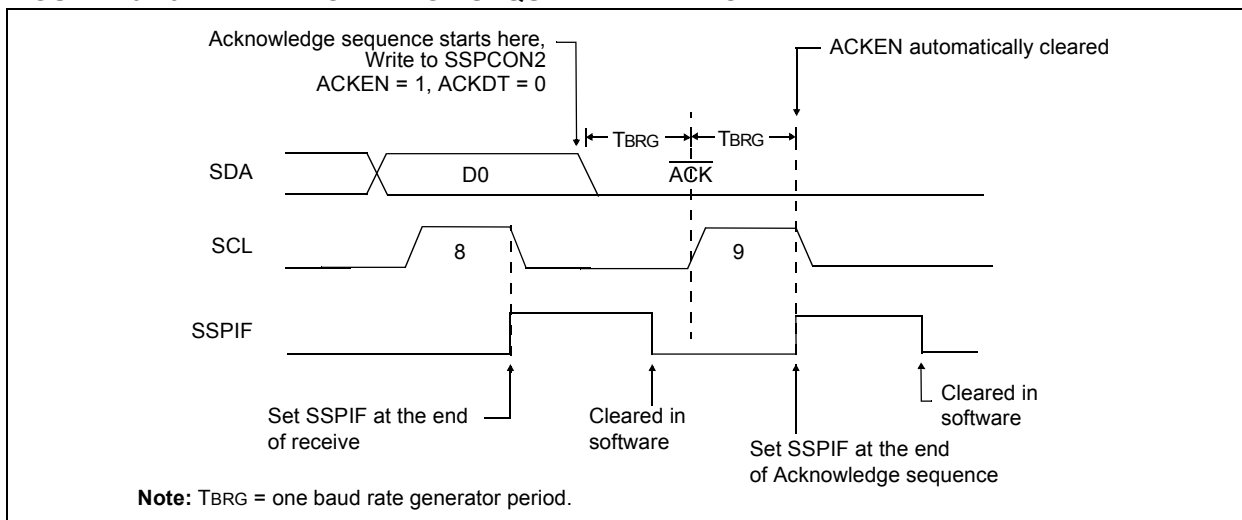 Acknowledge sequence starts here,
Write to SSPCON2
ACKEN = 1, ACKDT = 0
ACKEN automatically cleared
TBRG
TBRG
SDA
D0
ACK
SCL
8
9
SSPIF
Set SSPIF at the end
of receive
Cleared in
software
Set SSPIF at the end
of Acknowledge sequence
Cleared in
software
Note: TBRG = one baud rate generator period.